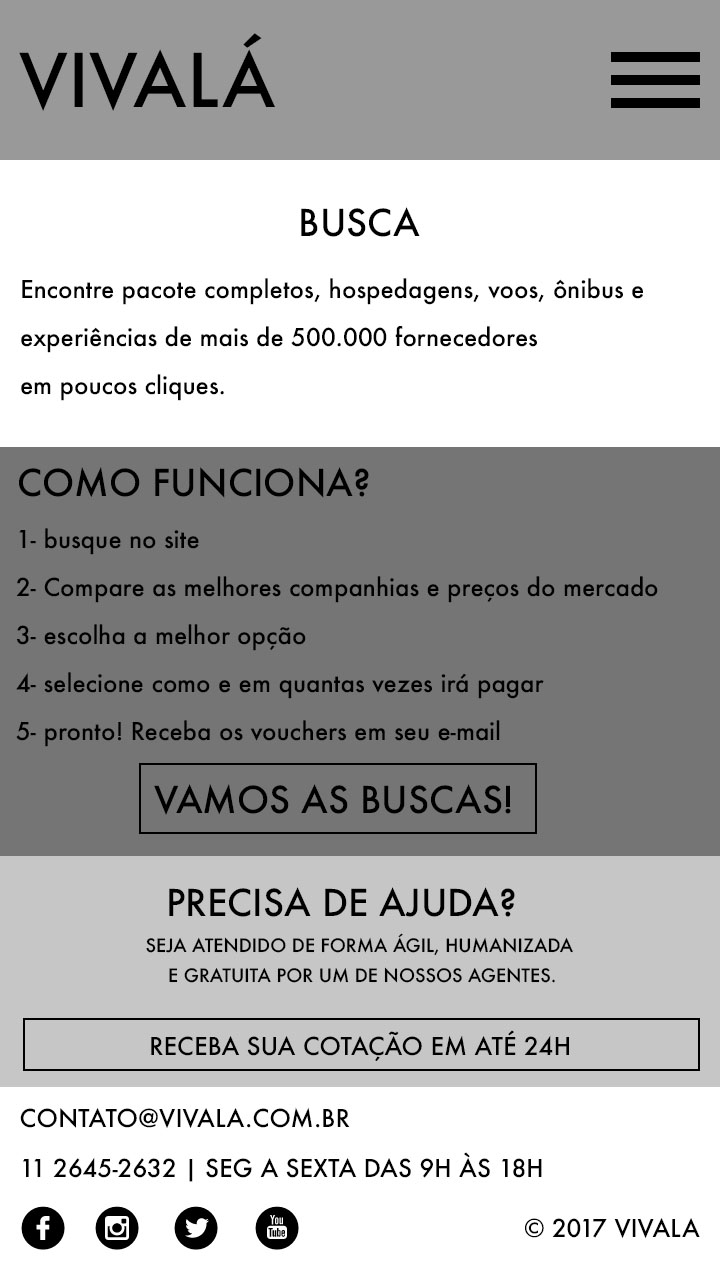 VIVALÁ
BUSCA
Encontre pacote completos, hospedagens, voos, ônibus e
experiências de mais de 500.000 fornecedores
em poucos cliques.
COMO FUNCIONA?
1- busque no site
2- Compare as melhores companhias e preços do mercado
3- escolha a melhor opção
4- selecione como e em quantas vezes irá pagar
5- pronto! Receba os vouchers em seu e-mail
VAMOS AS BUSCAS!
PRECISA DE AJUDA?
SEJA ATENDIDO DE FORMA ÁGIL, HUMANIZADA
E GRATUITA POR UM DE NOSSOS AGENTES.
RECEBA SUA COTAÇÃO EM ATÉ 24H
CONTATO@VIVALA.COM.BR
11 2645-2632 | SEG A SEXTA DAS 9H ÀS 18H
You Tube
© 2017 VIVALA